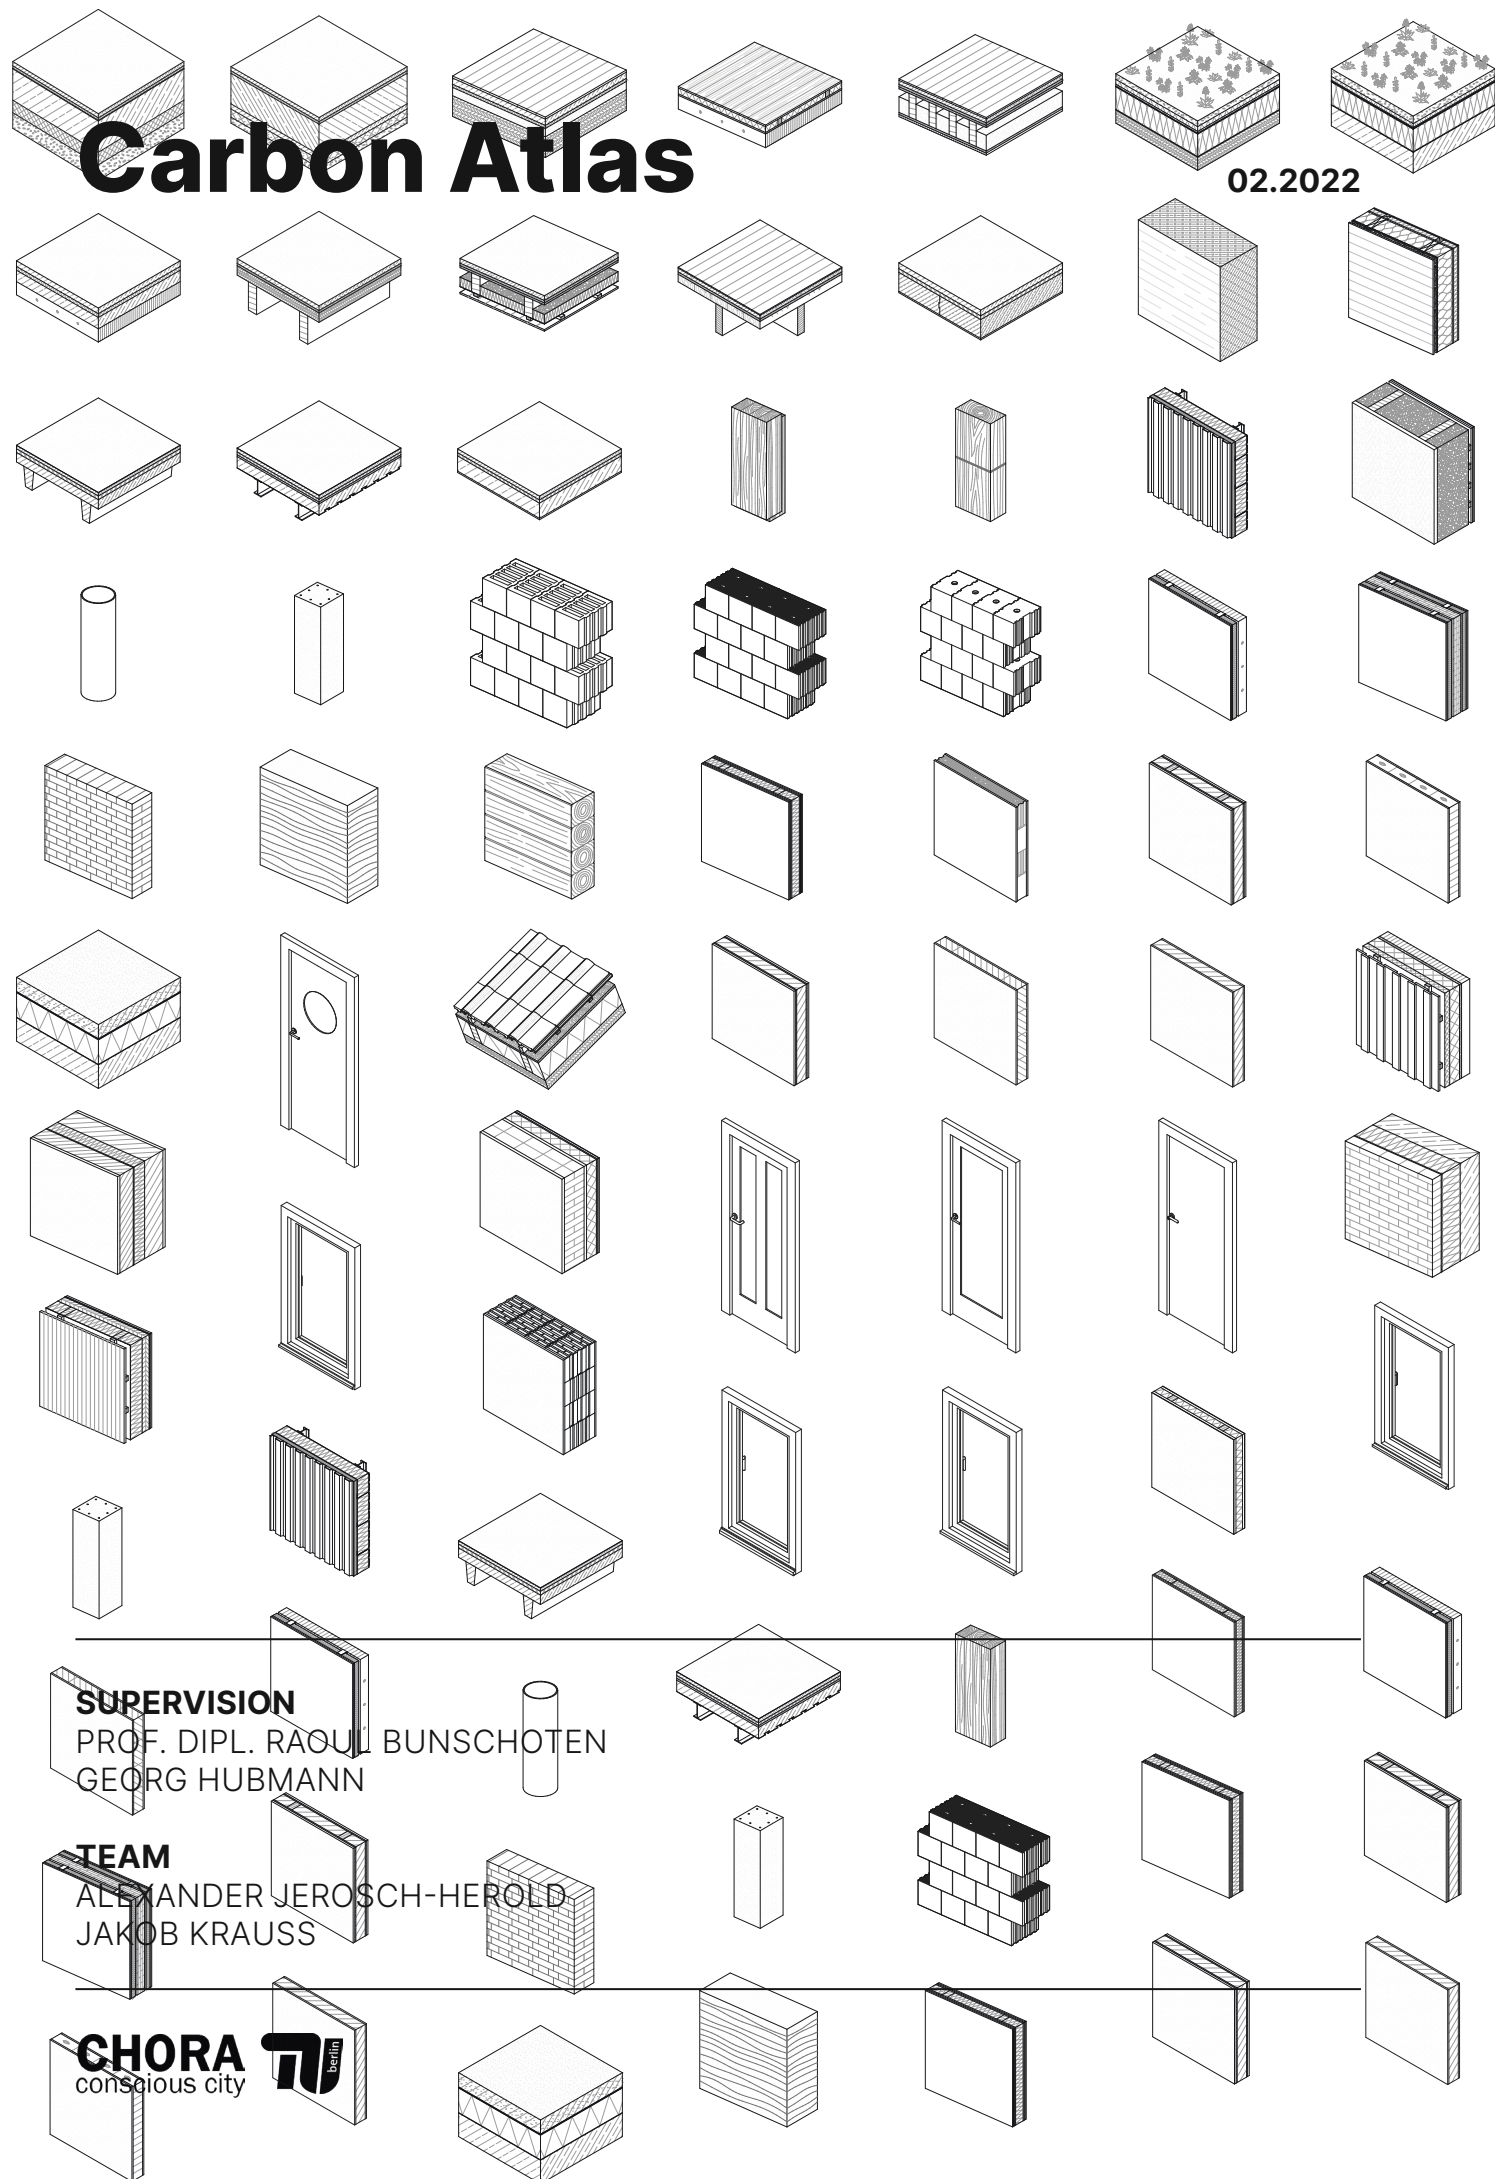 Carbon Atlas
02.2022
SUPERVISION
PROF. DIPL. RAOUL BUNSCHOTEN
GEORG HUBMANN
TEAM
ALEXANDER JEROSCH-HEROLD
JAKOB KRAUSS
CHORA
conscious city
berlin